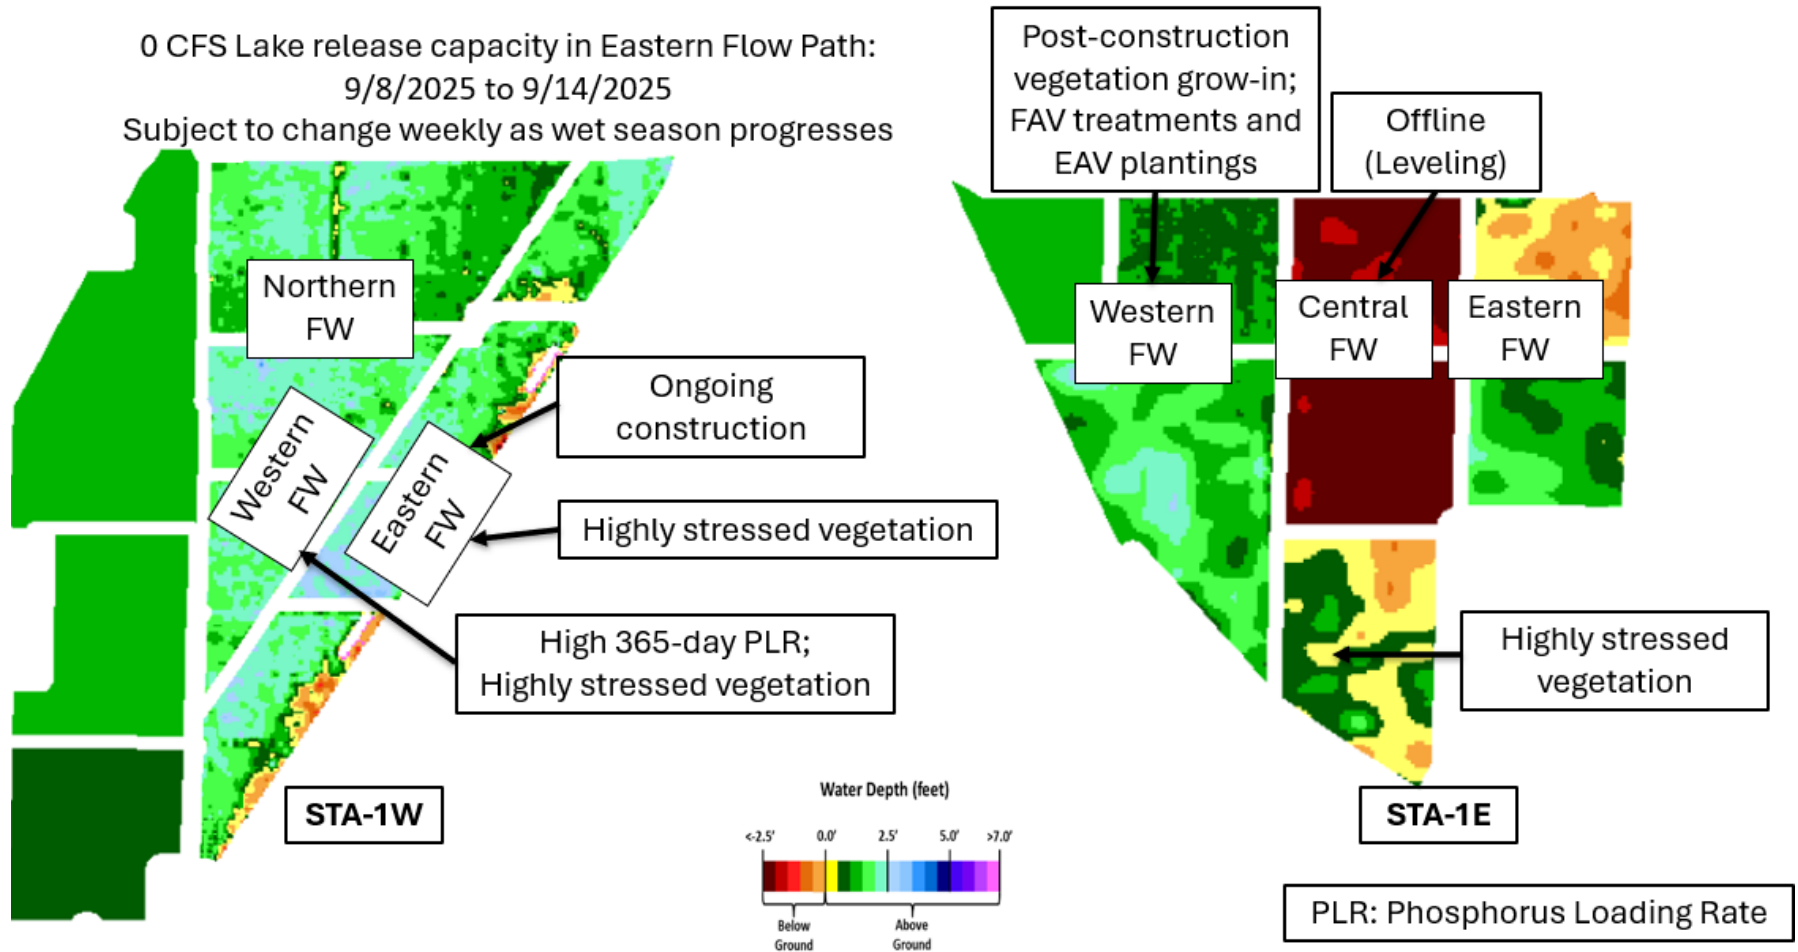 0 CFS Lake release capacity in Eastern Flow Path:
9/8/2025 to 9/14/2025
Subject to change weekly as wet season progresses
Post-construction
vegetation grow-in;
FAV treatments and
EAV plantings
Offline
(Leveling)
Northern
FW
Western
FW
Central
FW
Eastern
FW
Ongoing
construction
Western
FW
Eastern
FW
Highly stressed vegetation
High 365-day PLR;
Highly stressed vegetation
Highly stressed
vegetation
STA-1W
STA-1E
Water Depth (feet)
<-2.5' 0.0' 2.5' 5.0' >7.0'
Below
Ground
Above
Ground
PLR: Phosphorus Loading Rate